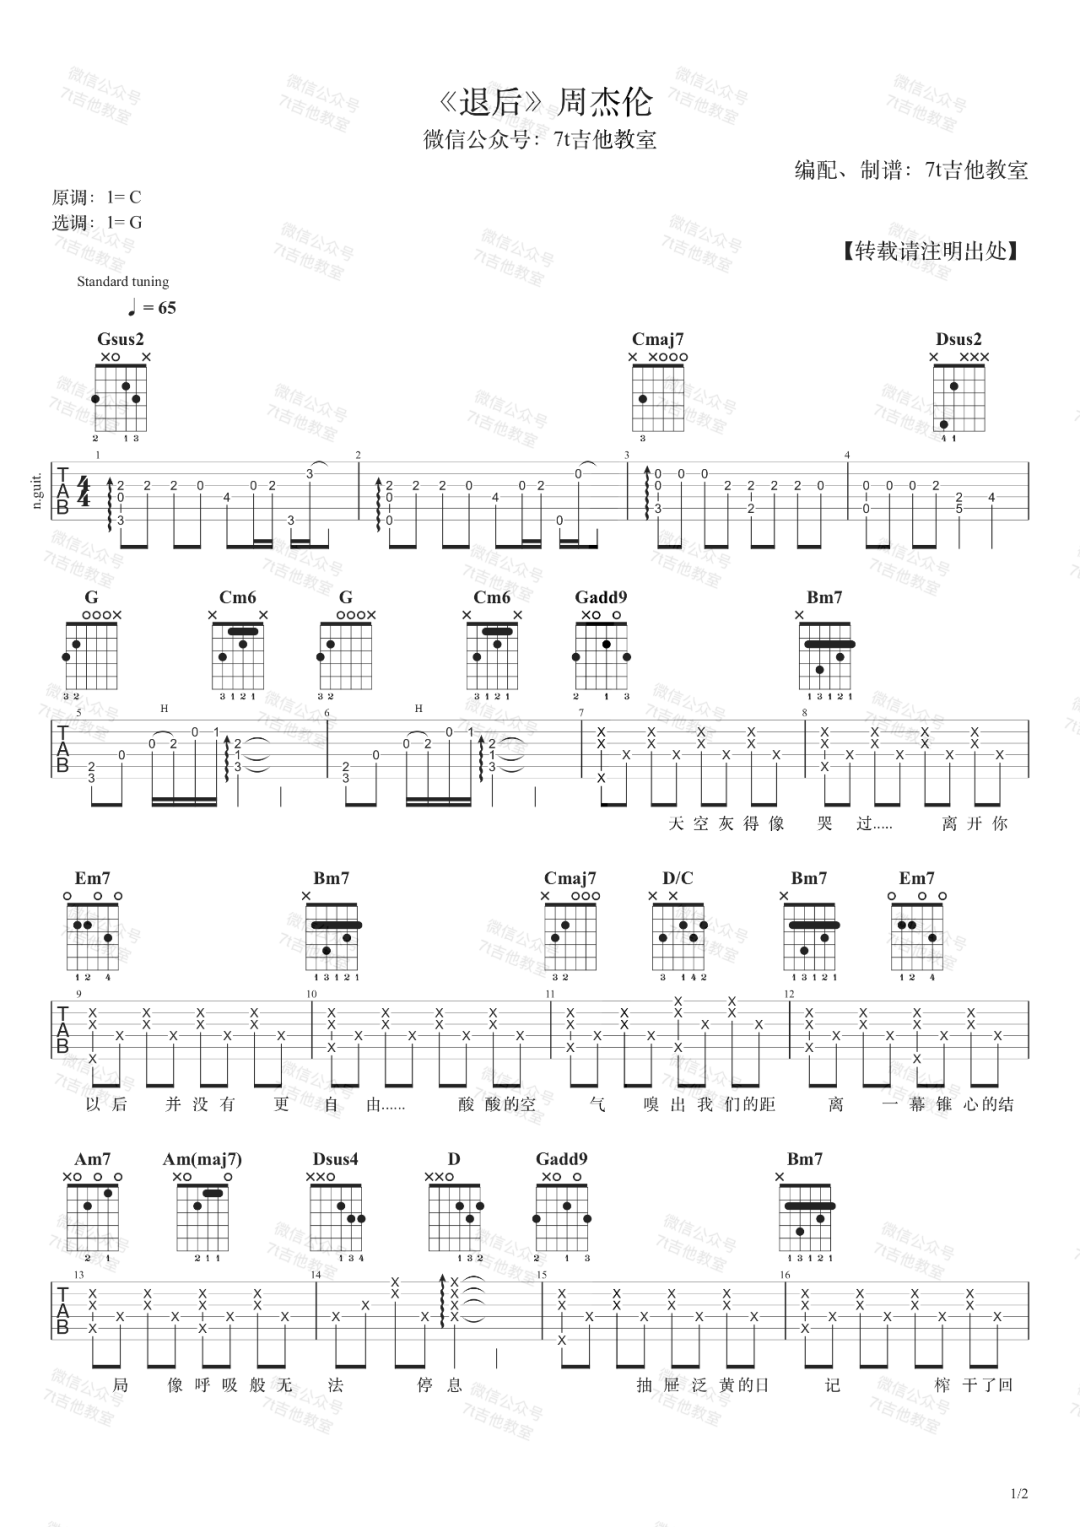 《退后》周杰伦
微信公众号：7t吉他教室
编配、制谱：7t吉他教室
原调：1= C
选调：1= G
【转载请注明出处】
Standard tuning
♩ = 65
Gsus2 Cmaj7 Dsus2
n.guit.
G Cm6 G Cm6 Gadd9 Bm7
H H
天 空 灰 得 像 哭 过..... 离 开 你
Em7 Bm7 Cmaj7 D/C Bm7 Em7
以 后 并 没 有 更 自 由...... 酸 酸的空 气 嗅 出 我 们的距 离 一 幕 锥 心的结
Am7 Am(maj7) Dsus4 D Gadd9 Bm7
局 像 呼 吸 般 无 法 停 息 抽 屉 泛 黄的日 记 榨 干了回
1/2